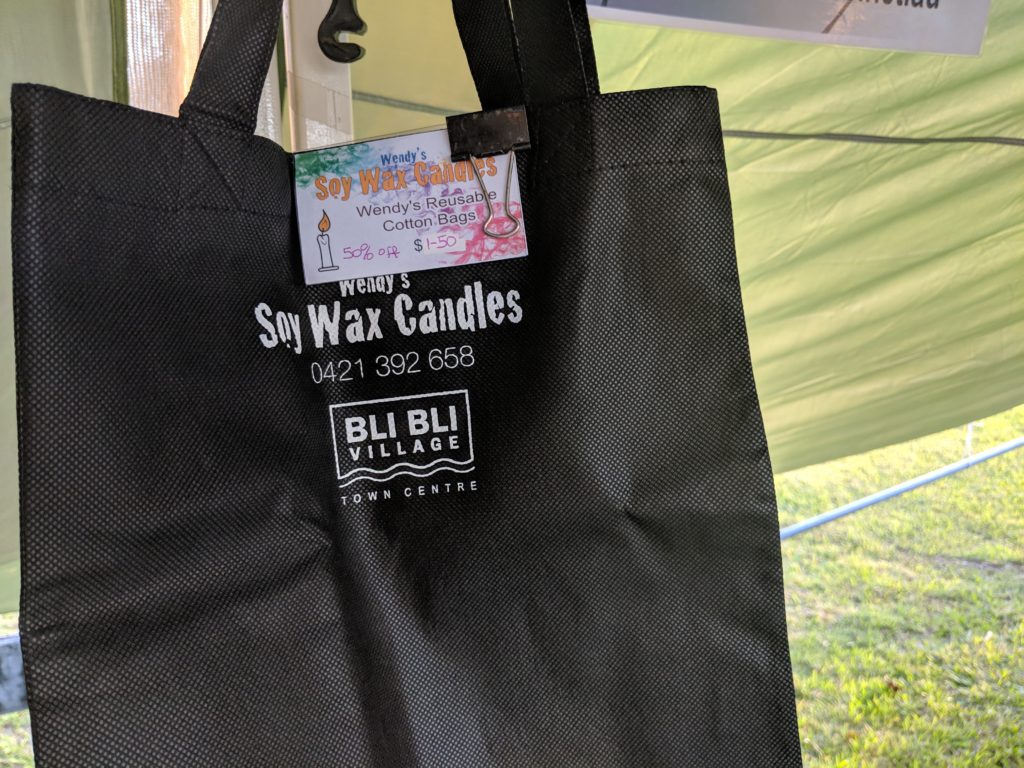 Wendy's
Soy Wax Candles
Wendy's Reusable
Cotton Bags
50% off $1-50
Wendy's
Soy Wax Candles
0421 392 658
BLI BLI
VILLAGE
TOWN CENTRE